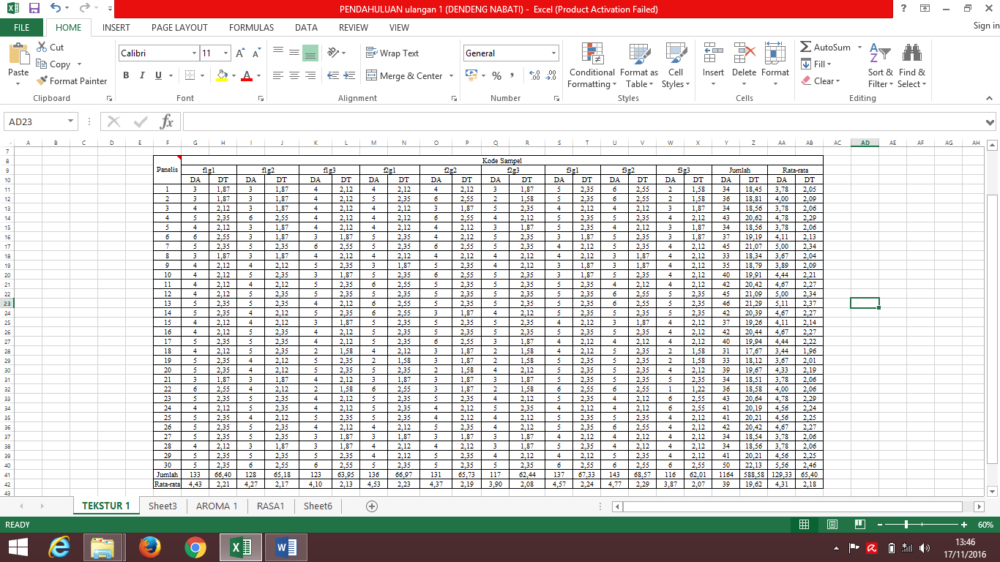 PENDAHULUAN ulangan 1 (DENDENG NABATI) - Excel (Product Activation Failed)
FILE HOME INSERT PAGE LAYOUT FORMULAS DATA REVIEW VIEW Sign in
Paste Cut Copy Format Painter
Calibri 11 Wrap Text Merge & Center General
Conditional Formatting Format as Table Cell Styles Insert Delete Format
AutoSum Fill Clear Sort & Filter Find & Select
Clipboard Font Alignment Number Styles Cells Editing
AD23
A B C D E F G H I J K L M N O P Q R S T U V W X Y Z AA AB AC AD AE AF AG AH
7
8 Kode Sampel
9 Panelis f1g1 f1g2 f1g3 f2g1 f2g2 f2g3 f3g1 f3g2 f3g3 Jumlah Rata-rata
10 DA DT DA DT DA DT DA DT DA DT DA DT DA DT DA DT DA DT DA DT DA DT
11 1 3 1,87 3 1,87 4 2,12 4 2,12 4 2,12 3 1,87 5 2,35 6 2,55 2 1,58 34 18,45 3,78 2,05
12 2 3 1,87 3 1,87 4 2,12 5 2,35 6 2,55 2 1,58 5 2,35 6 2,55 2 1,58 36 18,81 4,00 2,09
13 3 4 2,12 3 1,87 4 2,12 4 2,12 3 1,87 5 2,35 4 2,12 4 2,12 3 1,87 34 18,56 3,78 2,06
14 4 5 2,35 6 2,55 4 2,12 4 2,12 6 2,55 4 2,12 5 2,35 5 2,35 4 2,12 43 20,62 4,78 2,29
15 5 4 2,12 3 1,87 4 2,12 4 2,12 4 2,12 3 1,87 5 2,35 4 2,12 3 1,87 34 18,56 3,78 2,06
16 6 6 2,55 3 1,87 3 1,87 5 2,35 4 2,12 5 2,35 3 1,87 5 2,35 3 1,87 37 19,19 4,11 2,13
17 7 5 2,35 5 2,35 6 2,55 5 2,35 6 2,55 5 2,35 4 2,12 5 2,35 4 2,12 45 21,07 5,00 2,34
18 8 3 1,87 3 1,87 4 2,12 4 2,12 4 2,12 4 2,12 4 2,12 3 1,87 4 2,12 33 18,34 3,67 2,04
19 9 4 2,12 4 2,12 5 2,35 3 1,87 5 2,35 4 2,12 3 1,87 3 1,87 4 2,12 35 18,79 3,89 2,09
20 10 4 2,12 5 2,35 3 1,87 5 2,35 6 2,55 5 2,35 3 1,87 5 2,35 4 2,12 40 19,91 4,44 2,21
21 11 4 2,12 4 2,12 5 2,35 6 2,55 5 2,35 5 2,35 5 2,35 4 2,12 4 2,12 42 20,42 4,67 2,27
22 12 4 2,12 5 2,35 5 2,35 5 2,35 5 2,35 5 2,35 5 2,35 6 2,55 5 2,35 45 21,09 5,00 2,34
23 13 5 2,35 5 2,35 4 2,12 6 2,55 5 2,35 5 2,35 5 2,35 6 2,55 5 2,35 46 21,29 5,11 2,37
24 14 5 2,35 4 2,12 5 2,35 6 2,55 3 1,87 4 2,12 5 2,35 5 2,35 5 2,35 42 20,39 4,67 2,27
25 15 4 2,12 4 2,12 3 1,87 5 2,35 5 2,35 5 2,35 4 2,12 3 1,87 4 2,12 37 19,26 4,11 2,14
26 16 4 2,12 5 2,35 4 2,12 5 2,35 5 2,35 5 2,35 5 2,35 5 2,35 4 2,12 42 20,44 4,67 2,27
27 17 5 2,35 5 2,35 4 2,12 5 2,35 6 2,55 3 1,87 4 2,12 4 2,12 4 2,12 40 19,94 4,44 2,22
28 18 4 2,12 5 2,35 2 1,58 4 2,12 3 1,87 2 1,58 4 2,12 5 2,35 2 1,58 31 17,67 3,44 1,96
29 19 5 2,35 4 2,12 5 2,35 2 1,58 3 1,87 2 1,58 5 2,35 5 2,35 2 1,58 33 18,12 3,67 2,01
30 20 5 2,35 4 2,12 5 2,35 5 2,35 2 1,58 4 2,12 5 2,35 5 2,35 4 2,12 39 19,67 4,33 2,19
31 21 3 1,87 3 1,87 4 2,12 3 1,87 3 1,87 3 1,87 5 2,35 5 2,35 5 2,35 34 18,51 3,78 2,06
32 22 6 2,55 4 2,12 2 1,58 6 2,55 3 1,87 2 1,58 6 2,55 6 2,55 1 1,22 36 18,58 4,00 2,06
33 23 5 2,35 5 2,35 4 2,12 5 2,35 5 2,35 4 2,12 5 2,35 4 2,12 6 2,55 43 20,64 4,78 2,29
34 24 4 2,12 5 2,35 4 2,12 5 2,35 4 2,12 5 2,35 4 2,12 4 2,12 6 2,55 41 20,19 4,56 2,24
35 25 5 2,35 4 2,12 5 2,35 5 2,35 4 2,12 4 2,12 5 2,35 5 2,35 4 2,12 41 20,21 4,56 2,25
36 26 5 2,35 5 2,35 4 2,12 4 2,12 5 2,35 4 2,12 5 2,35 6 2,55 4 2,12 42 20,42 4,67 2,27
37 27 5 2,35 5 2,35 3 1,87 3 1,87 3 1,87 3 1,87 4 2,12 4 2,12 4 2,12 34 18,54 3,78 2,06
38 28 4 2,12 3 1,87 3 1,87 4 2,12 4 2,12 3 1,87 5 2,35 4 2,12 4 2,12 34 18,56 3,78 2,06
39 29 5 2,35 5 2,35 5 2,35 4 2,12 5 2,35 4 2,12 4 2,12 5 2,35 4 2,12 41 20,21 4,56 2,25
40 30 5 2,35 6 2,55 6 2,55 5 2,35 5 2,35 5 2,35 6 2,55 6 2,55 6 2,55 50 22,13 5,56 2,46
41 Jumlah 133 66,40 128 65,18 123 63,95 136 66,97 131 65,73 117 62,44 137 67,33 143 68,57 116 62,01 1164 588,58 129,33 65,40
42 Rata-rata 4,43 2,21 4,27 2,17 4,10 2,13 4,53 2,23 4,37 2,19 3,90 2,08 4,57 2,24 4,77 2,29 3,87 2,07 39 19,62 4,31 2,18
43
TEKSTUR 1 Sheet3 AROMA 1 RASA1 Sheet6
READY 60%
13:46
17/11/2016